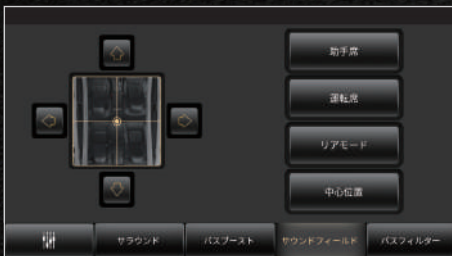 助手席
運転席
リアモード
中心位置
サラウンド
バスブースト
サウンドフィールド
バスフィルター